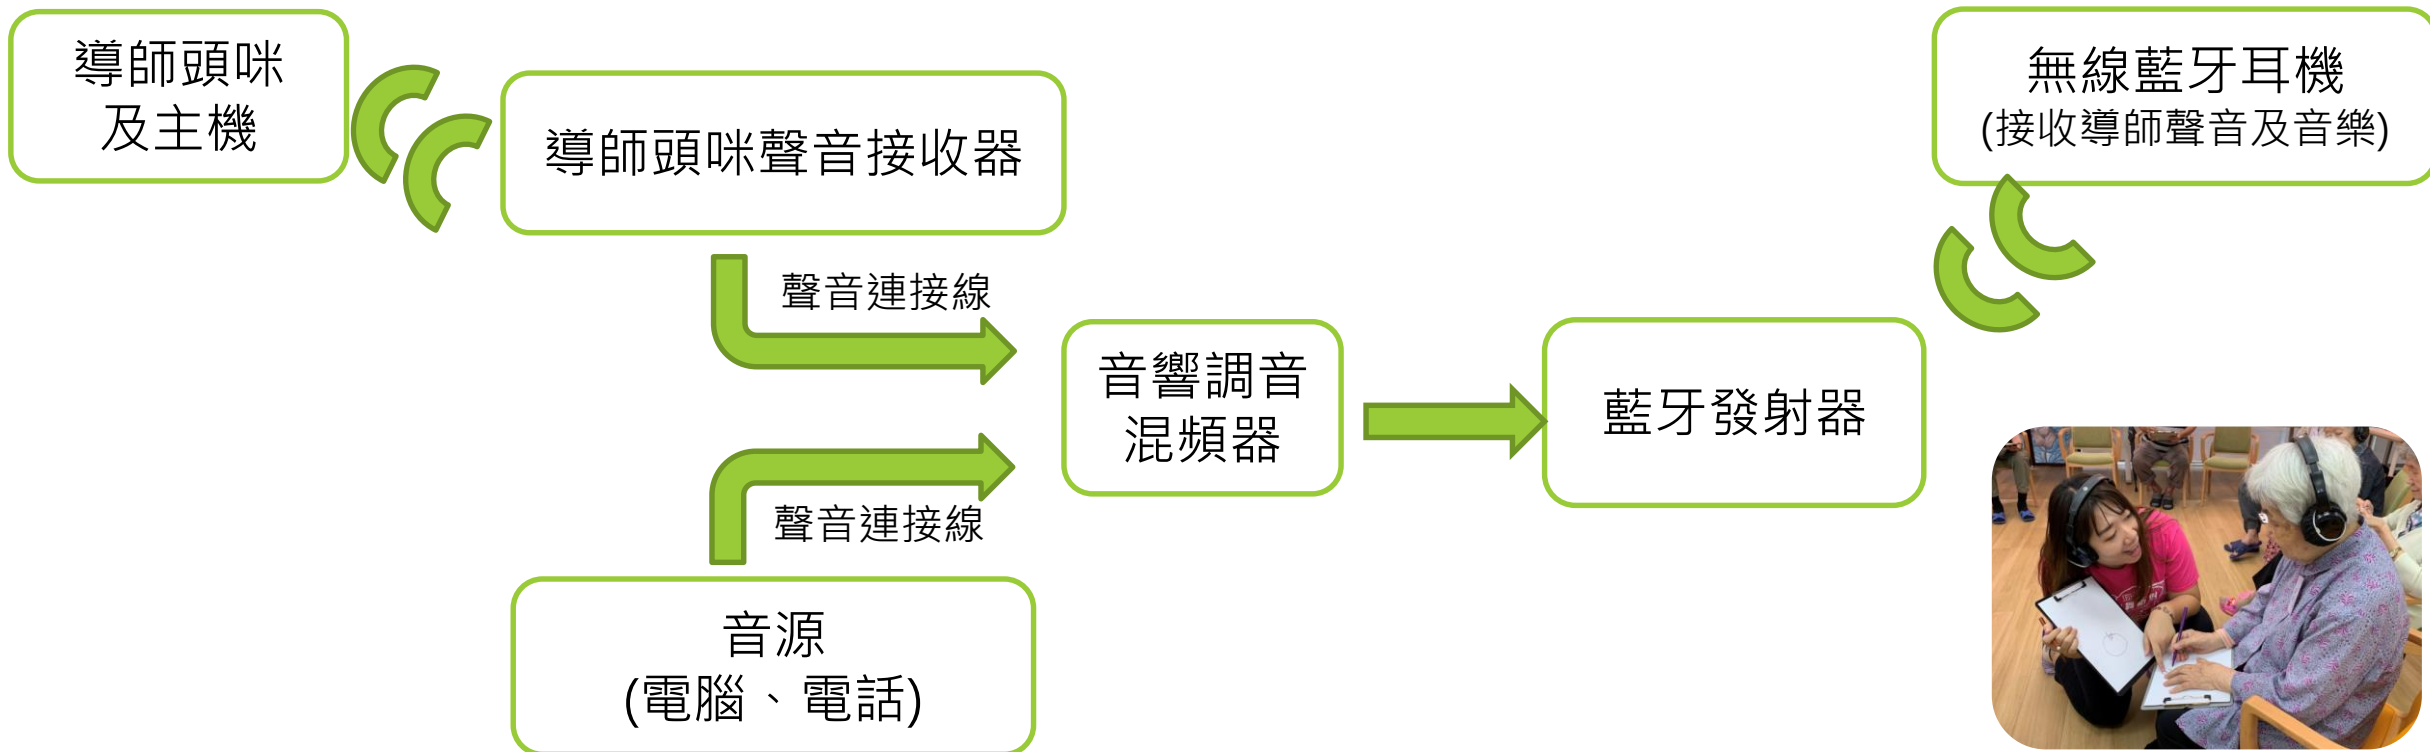 導師頭咪
及主機
導師頭咪聲音接收器
聲音連接線
音源
(電腦、電話)
聲音連接線
音響調音
混頻器
藍牙發射器
無線藍牙耳機
(接收導師聲音及音樂)